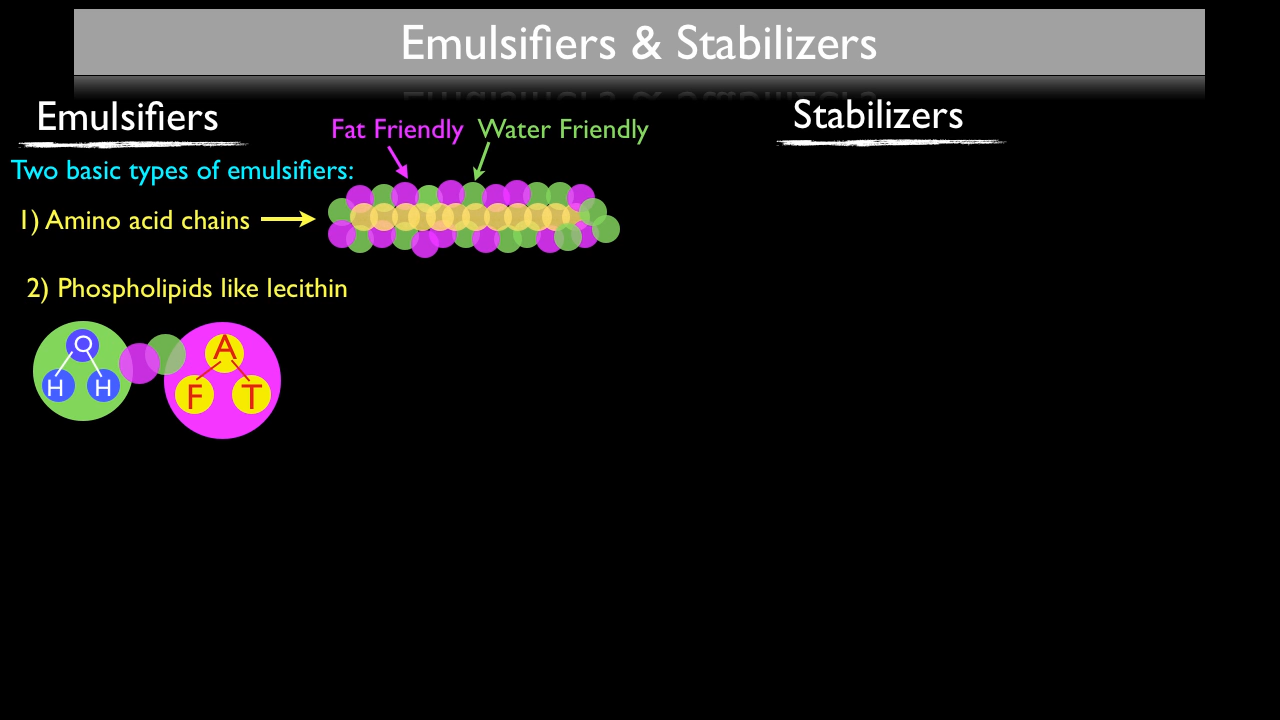 Emulsifiers & Stabilizers
Emulsifiers
Stabilizers
Fat Friendly
Water Friendly
Two basic types of emulsifiers:
1) Amino acid chains
2) Phospholipids like lecithin
O
H H
A
F T